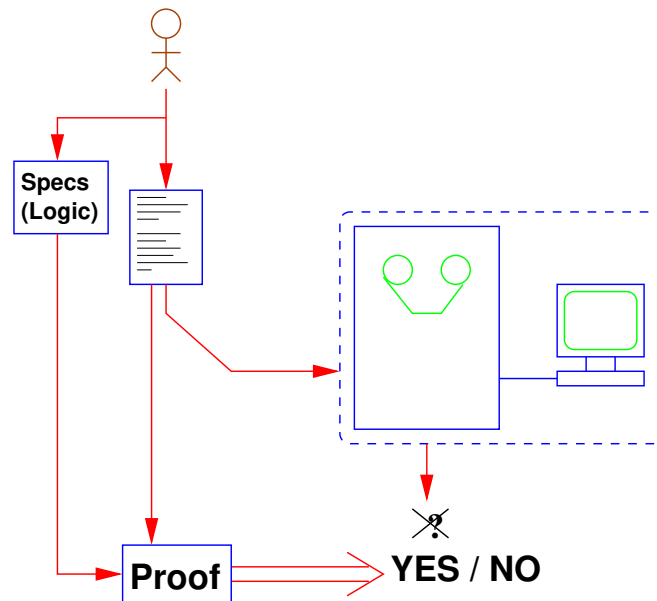 Specs
(Logic)
?
Proof
YES / NO